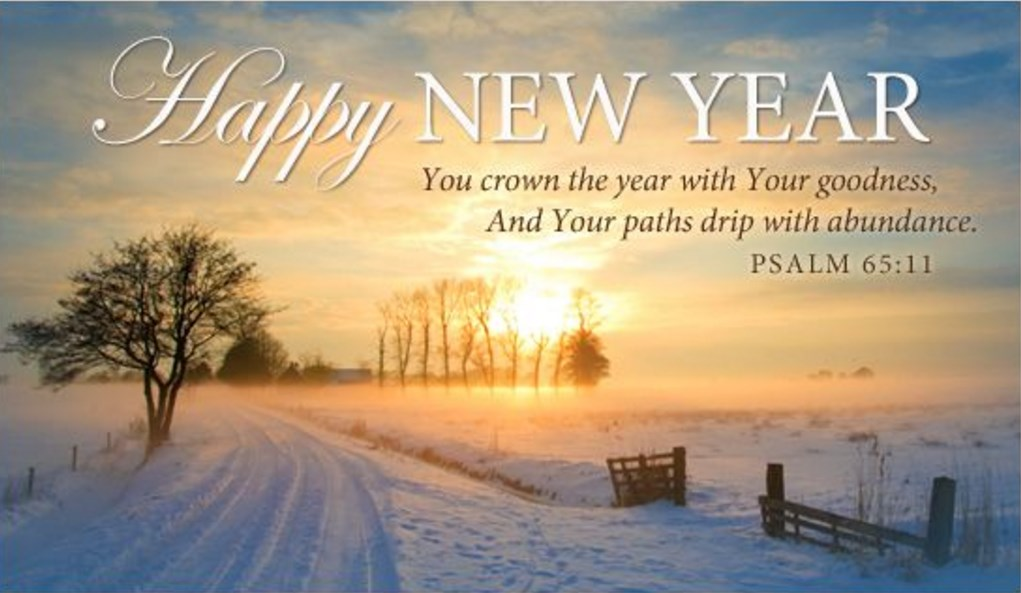 Happy NEW YEAR
You crown the year with Your goodness,
And Your paths drip with abundance.
PSALM 65:11